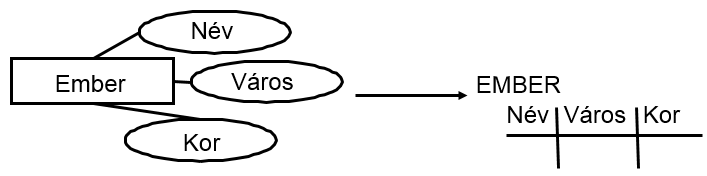 Név
Ember
Város
Kor
EMBER
Név Város Kor